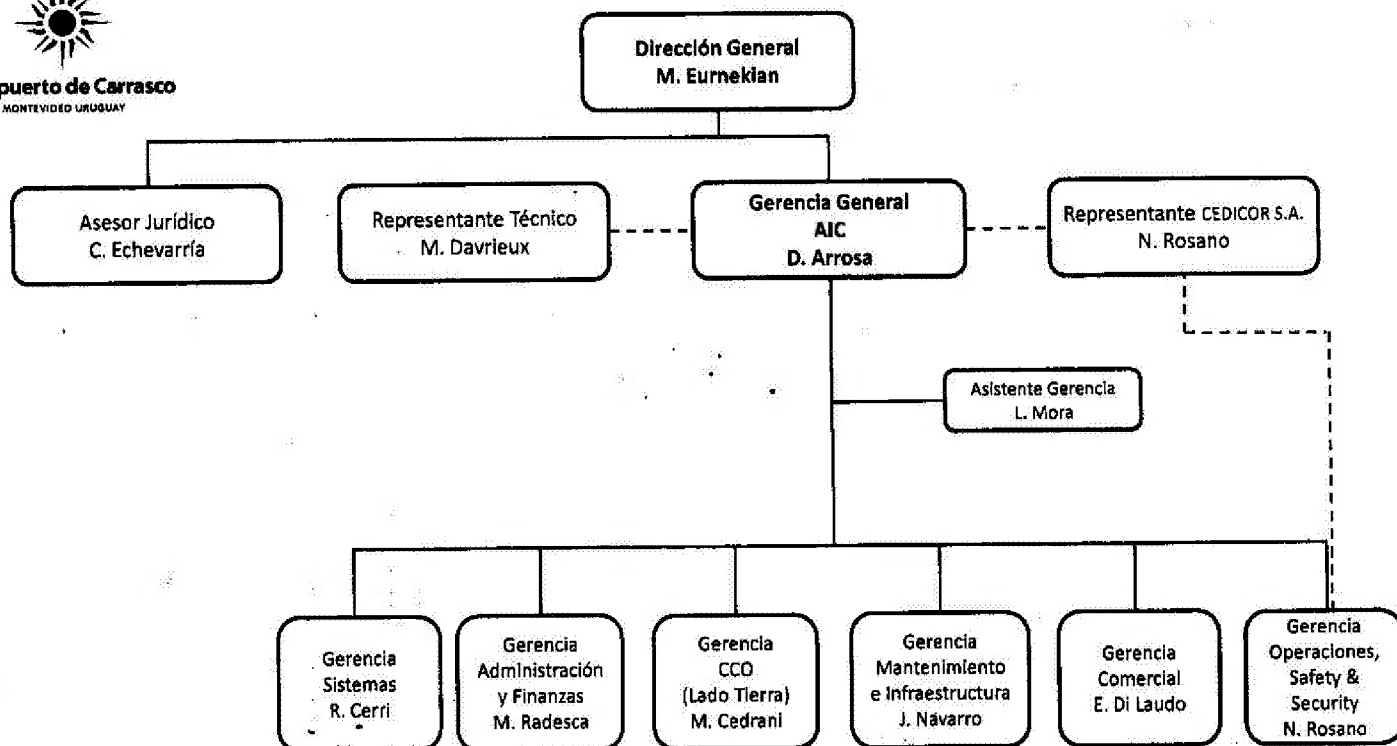 puerto de Carrasco
MONTEVIDEO URUGUAY
Dirección General
M. Eurnekian
Asesor Jurídico
C. Echevarría
Representante Técnico
M. Davrieux
Gerencia General
AIC
D. Arrosa
Representante CEDICOR S.A.
N. Rosano
Asistente Gerencia
L. Mora
Gerencia
Sistemas
R. Cerri
Gerencia
Administración
y Finanzas
M. Radesca
Gerencia
CCO
(Lado Tierra)
M. Cedrani
Gerencia
Mantenimiento
e Infraestructura
J. Navarro
Gerencia
Comercial
E. Di Laudo
Gerencia
Operaciones,
Safety &
Security
N. Rosano